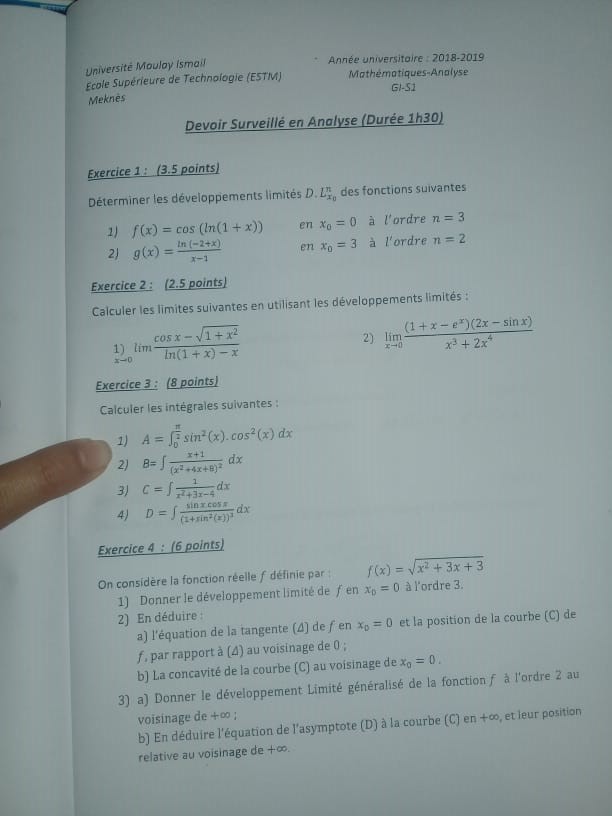 Université Moulay Ismail
Ecole Supérieure de Technologie (ESTM)
Meknès
Année universitaire : 2018-2019
Mathématiques-Analyse
GI-S1
Devoir Surveillé en Analyse (Durée 1h30)
Exercice 1 : (3.5 points)
Déterminer les développements limités D.L^n_{x_0} des fonctions suivantes
1) f(x) = cos (ln(1 + x)) en x_0 = 0 à l'ordre n = 3
2) g(x) = \frac{ln (-2+x)}{x-1} en x_0 = 3 à l'ordre n = 2
Exercice 2 : (2.5 points)
Calculer les limites suivantes en utilisant les développements limités :
1) \lim_{x→0} \frac{cos x - \sqrt{1 + x^2}}{ln(1 + x) - x} 2) \lim_{x→0} \frac{(1 + x - e^x)(2x - sin x)}{x^3 + 2x^4}
Exercice 3 : (8 points)
Calculer les intégrales suivantes :
1) A = \int_0^{\frac{π}{2}} sin^2(x). cos^2(x) dx
2) B= \int \frac{x+1}{(x^2+4x+8)^2} dx
3) C = \int \frac{1}{x^2+3x-4} dx
4) D = \int \frac{sin x.cos x}{(1+sin^2(x))^3} dx
Exercice 4 : (6 points)
On considère la fonction réelle f définie par : f(x) = \sqrt{x^2 + 3x + 3}
1) Donner le développement limité de f en x_0 = 0 à l'ordre 3.
2) En déduire :
a) l'équation de la tangente (Δ) de f en x_0 = 0 et la position de la courbe (C) de
f, par rapport à (Δ) au voisinage de 0 ;
b) La concavité de la courbe (C) au voisinage de x_0 = 0 .
3) a) Donner le développement Limité généralisé de la fonction f à l'ordre 2 au
voisinage de +∞ ;
b) En déduire l'équation de l'asymptote (D) à la courbe (C) en +∞, et leur position
relative au voisinage de +∞.